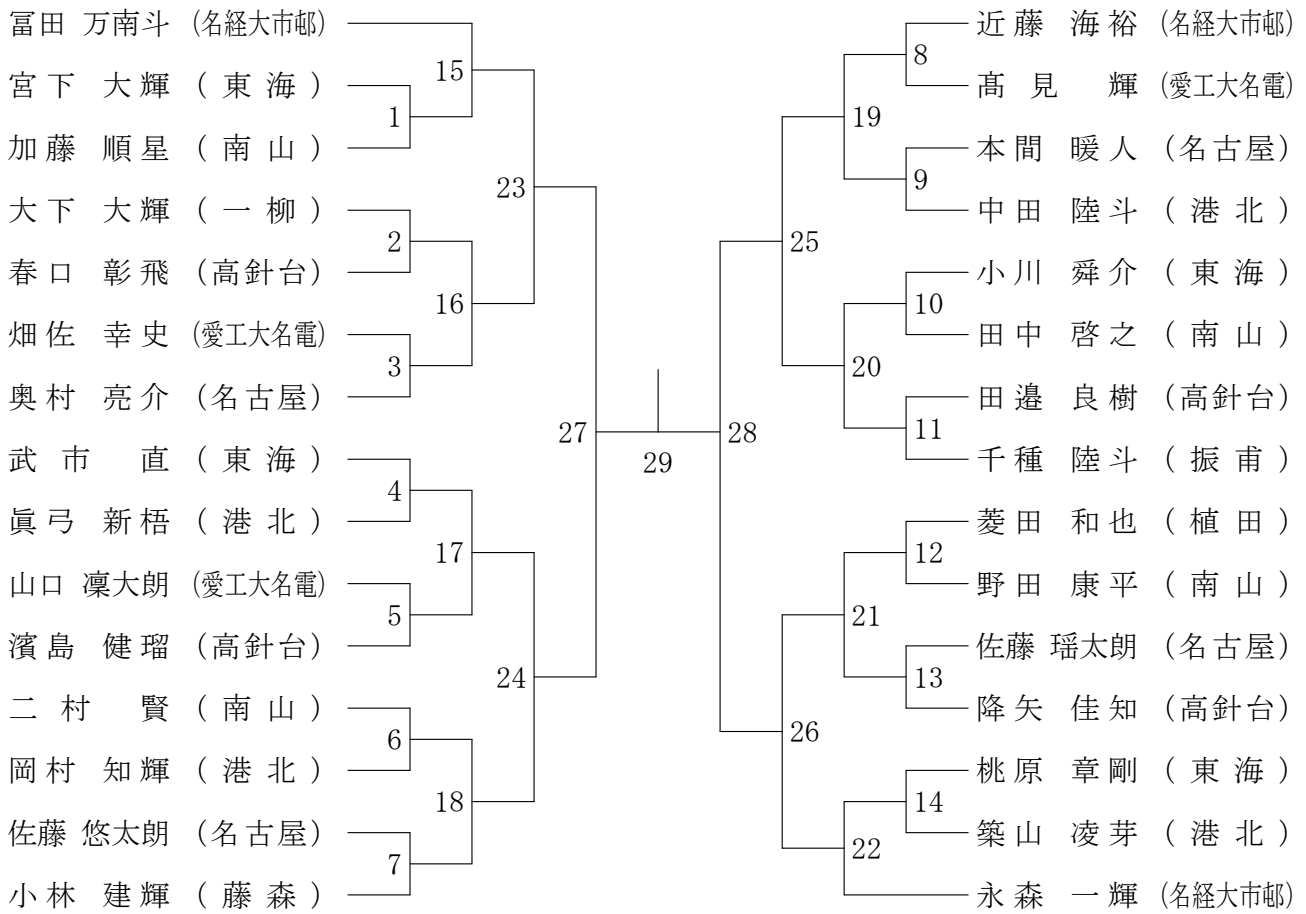 冨田 万南斗 (名経大市邨)
15
宮下 大輝 (東海)
1
加藤 順星 (南山)
23
大下 大輝 (一柳)
2
春口 彰飛 (高針台)
16
畑佐 幸史 (愛工大名電)
3
奥村 亮介 (名古屋)
27
武市 直 (東海)
4
眞弓 新梧 (港北)
17
山口 凜大朗 (愛工大名電)
5
濱島 健瑠 (高針台)
24
二村 賢 (南山)
6
岡村 知輝 (港北)
18
佐藤 悠太朗 (名古屋)
7
小林 建輝 (藤森)
29
近藤 海裕 (名経大市邨)
8
髙見 輝 (愛工大名電)
19
本間 暖人 (名古屋)
9
中田 陸斗 (港北)
25
小川 舜介 (東海)
10
田中 啓之 (南山)
20
田邉 良樹 (高針台)
11
千種 陸斗 (振甫)
28
菱田 和也 (植田)
12
野田 康平 (南山)
21
佐藤 瑶太朗 (名古屋)
13
降矢 佳知 (高針台)
26
桃原 章剛 (東海)
14
築山 凌芽 (港北)
22
永森 一輝 (名経大市邨)